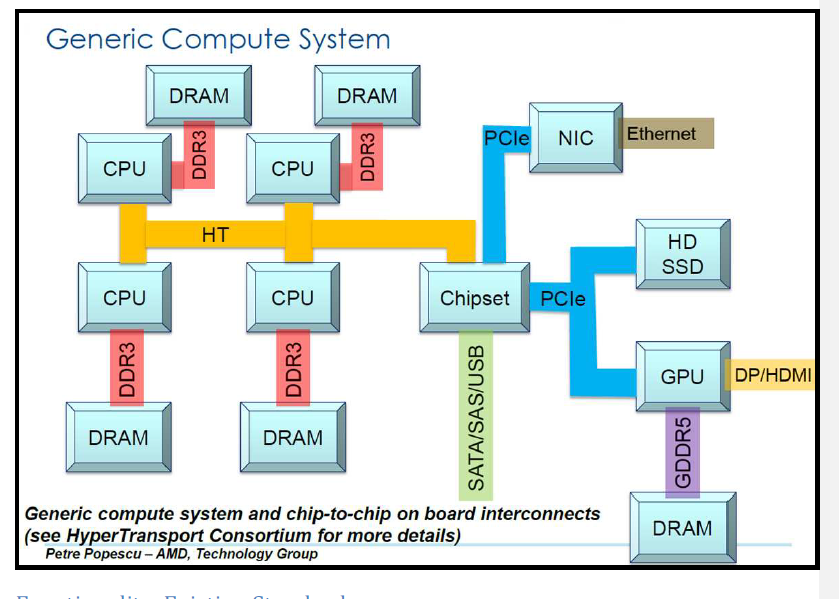 Generic Compute System
DRAM
DRAM
DDR3
DDR3
CPU
CPU
PCIe
NIC
Ethernet
HT
HD
SSD
CPU
CPU
Chipset
PCIe
DDR3
DDR3
SATA/SAS/USB
GPU
DP/HDMI
GDDR5
DRAM
DRAM
DRAM
Generic compute system and chip-to-chip on board interconnects
(see HyperTransport Consortium for more details)
Petre Popescu – AMD, Technology Group